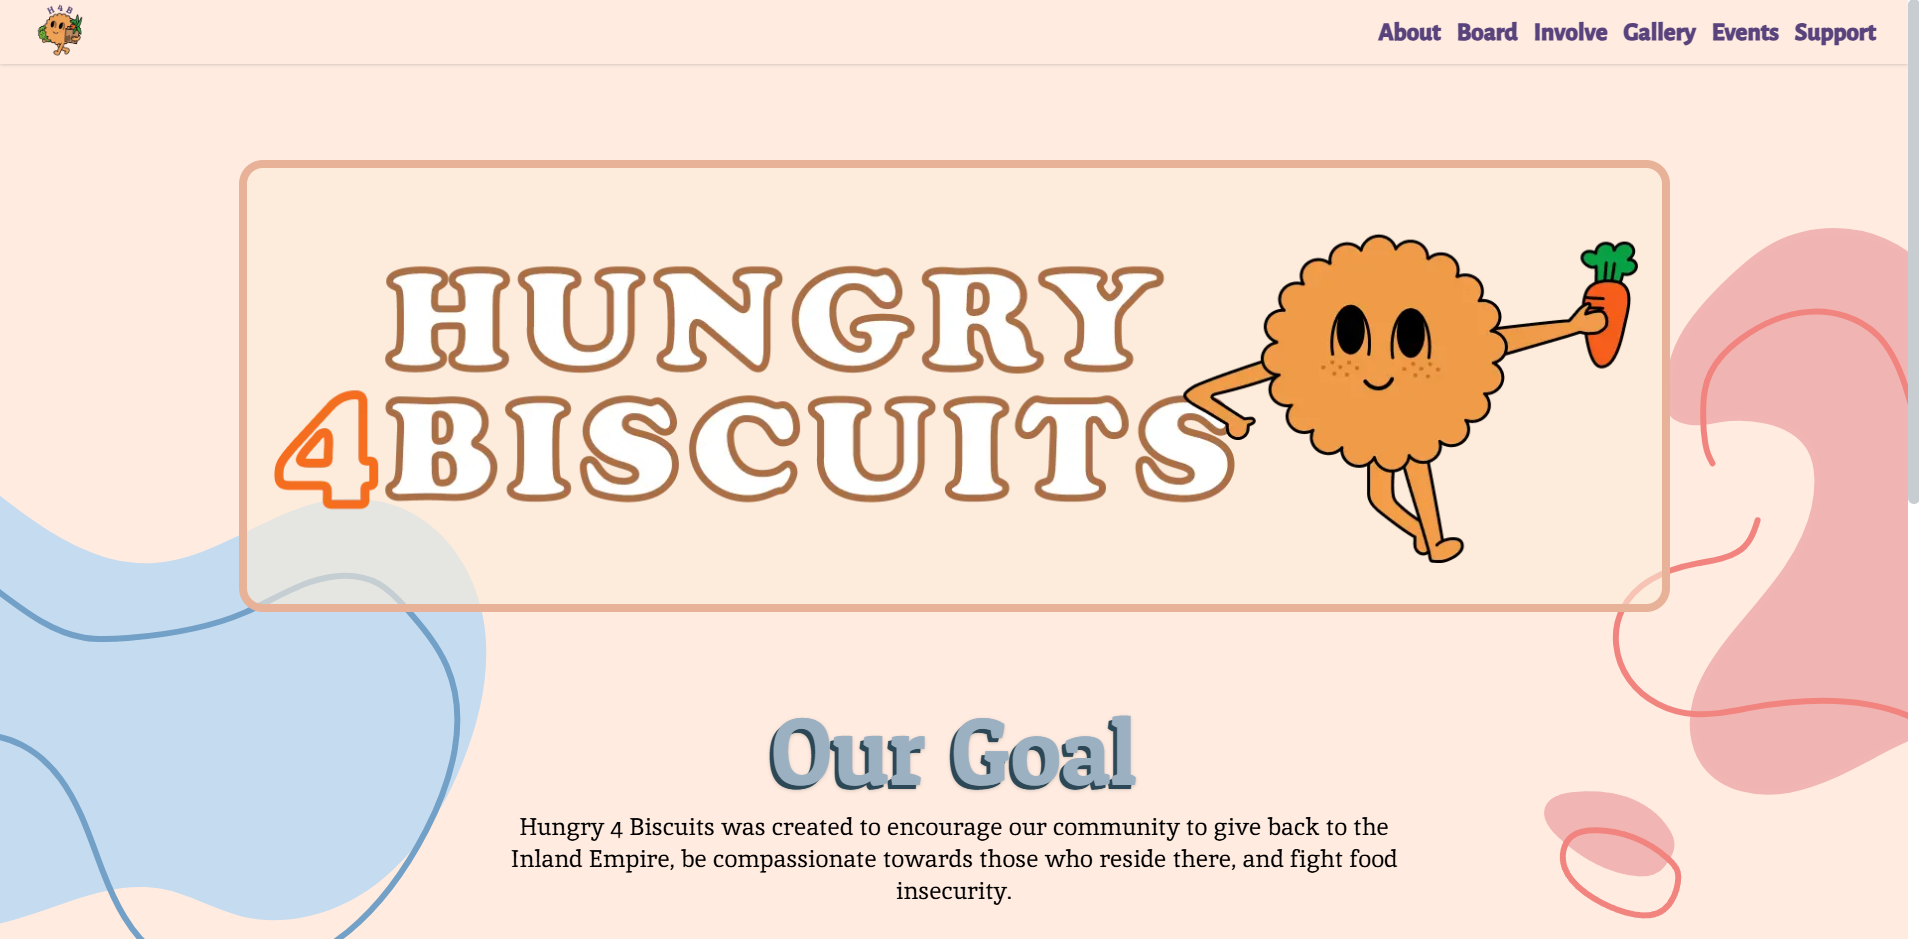 H4B
About Board Involve Gallery Events Support
HUNGRY
4BISCUITS
Our Goal
Hungry 4 Biscuits was created to encourage our community to give back to the
Inland Empire, be compassionate towards those who reside there, and fight food
insecurity.